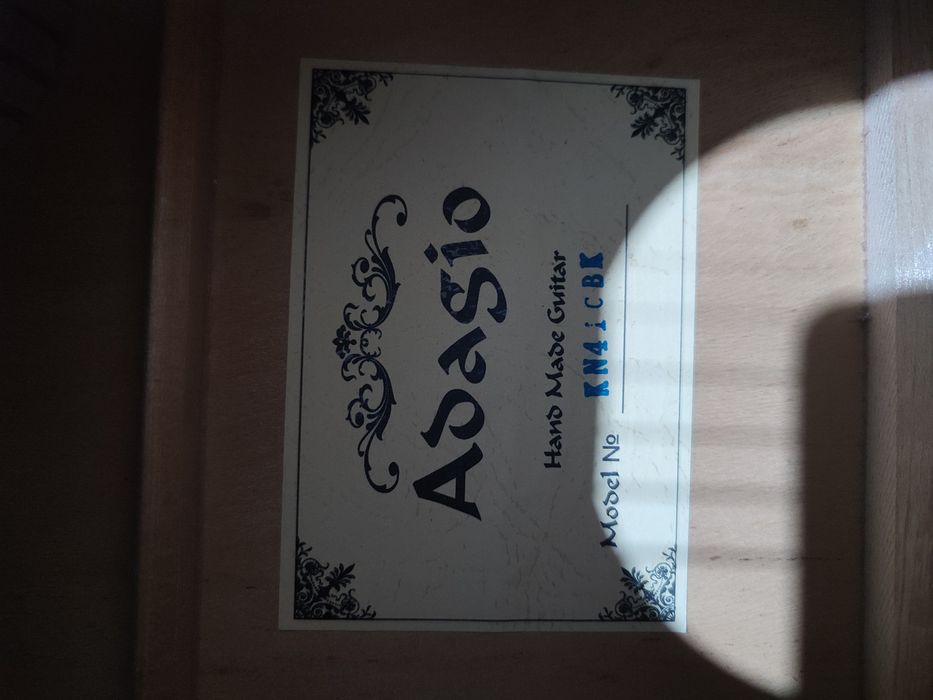 Adagio
Hand Made Guitar
Model № KN41CBK